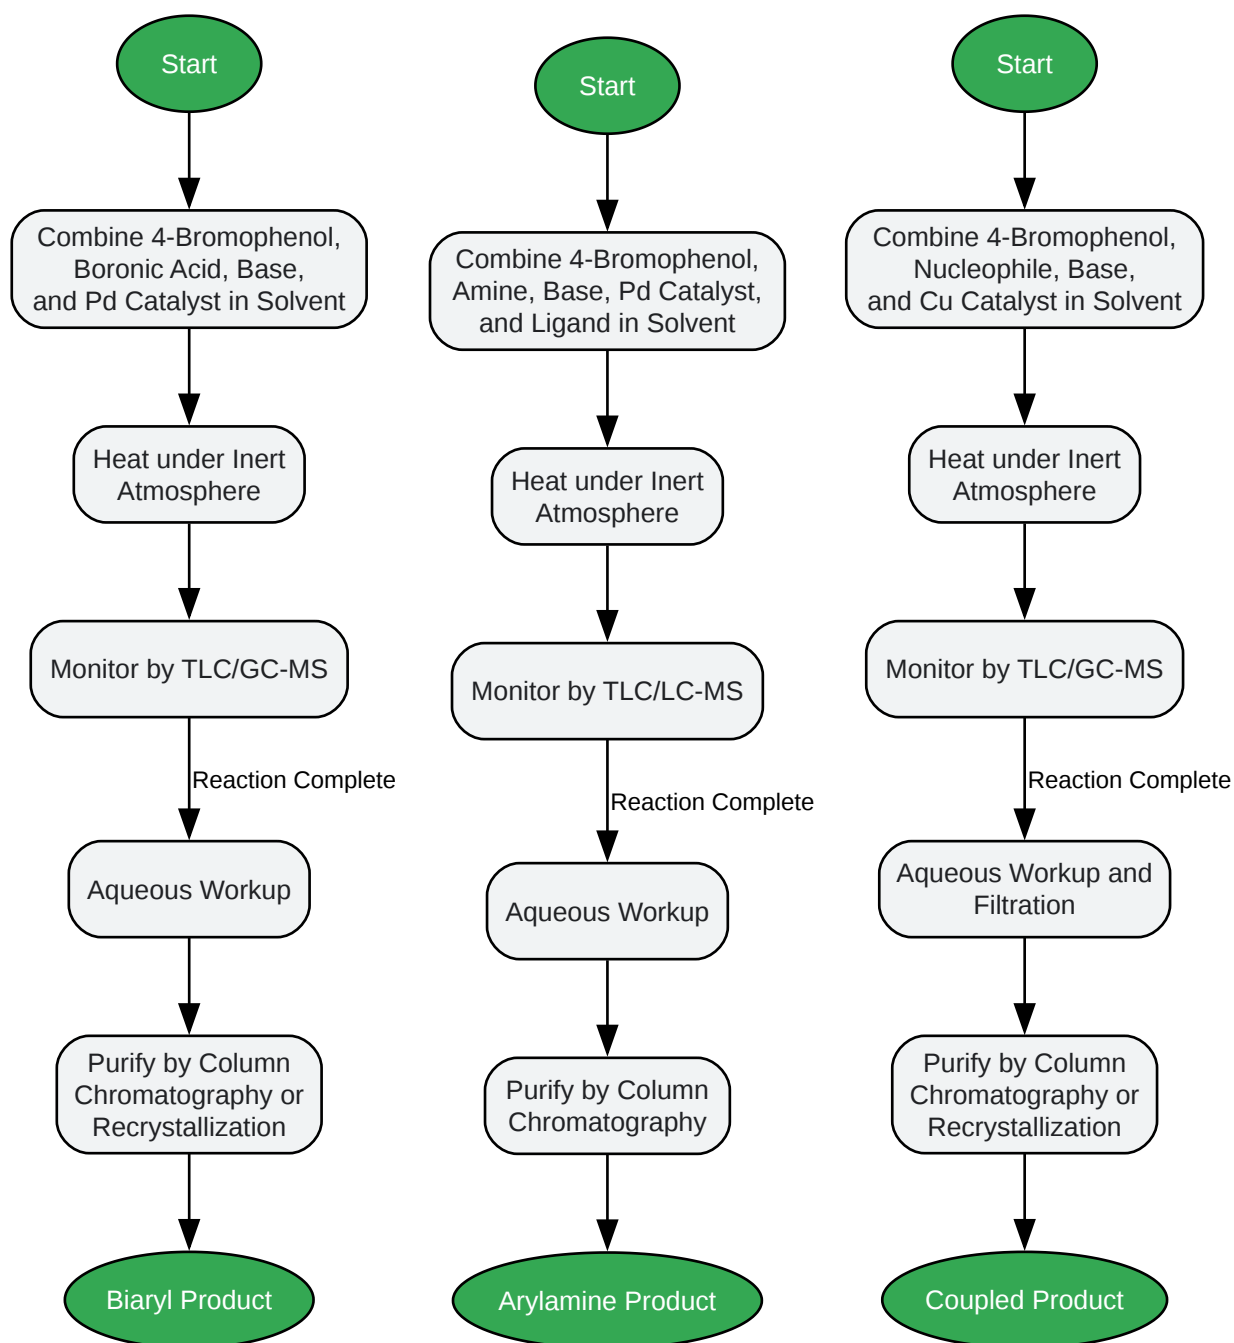 Start
Combine 4-Bromophenol,
Boronic Acid, Base,
and Pd Catalyst in Solvent
Heat under Inert
Atmosphere
Monitor by TLC/GC-MS
Reaction Complete
Aqueous Workup
Purify by Column
Chromatography or
Recrystallization
Biaryl Product
Start
Combine 4-Bromophenol,
Amine, Base, Pd Catalyst,
and Ligand in Solvent
Heat under Inert
Atmosphere
Monitor by TLC/LC-MS
Reaction Complete
Aqueous Workup
Purify by Column
Chromatography
Arylamine Product
Start
Combine 4-Bromophenol,
Nucleophile, Base,
and Cu Catalyst in Solvent
Heat under Inert
Atmosphere
Monitor by TLC/GC-MS
Reaction Complete
Aqueous Workup and
Filtration
Purify by Column
Chromatography or
Recrystallization
Coupled Product